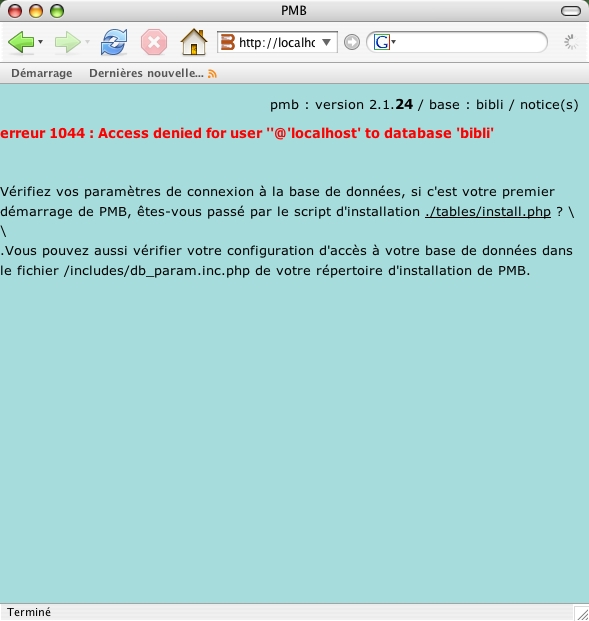 PMB
http://localhc
G
Démarrage Dernières nouvelle...
pmb : version 2.1.24 / base : bibli / notice(s)
erreur 1044 : Access denied for user ''@'localhost' to database 'bibli'
Vérifiez vos paramètres de connexion à la base de données, si c'est votre premier
démarrage de PMB, êtes-vous passé par le script d'installation ./tables/install.php ? \
\
.Vous pouvez aussi vérifier votre configuration d'accès à votre base de données dans
le fichier /includes/db_param.inc.php de votre répertoire d'installation de PMB.
Terminé